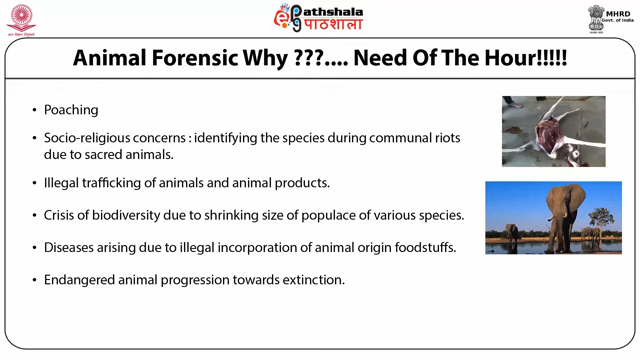 Pathshala
पाठशाला
MHRD
Govt. of India
Animal Forensic Why ???.... Need Of The Hour!!!!!
• Poaching
• Socio-religious concerns : identifying the species during communal riots
due to sacred animals.
• Illegal trafficking of animals and animal products.
• Crisis of biodiversity due to shrinking size of populace of various species.
• Diseases arising due to illegal incorporation of animal origin foodstuffs.
• Endangered animal progression towards extinction.